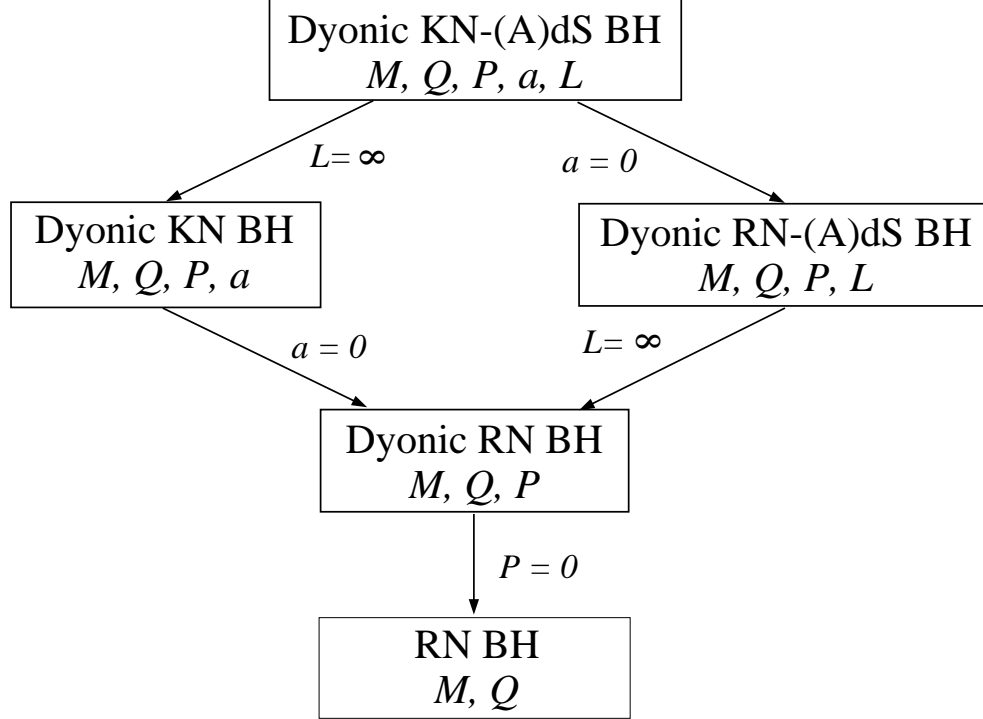 Dyonic KN-(A)dS BH
M, Q, P, a, L
L= ∞
a = 0
Dyonic KN BH
M, Q, P, a
Dyonic RN-(A)dS BH
M, Q, P, L
a = 0
L= ∞
Dyonic RN BH
M, Q, P
P = 0
RN BH
M, Q